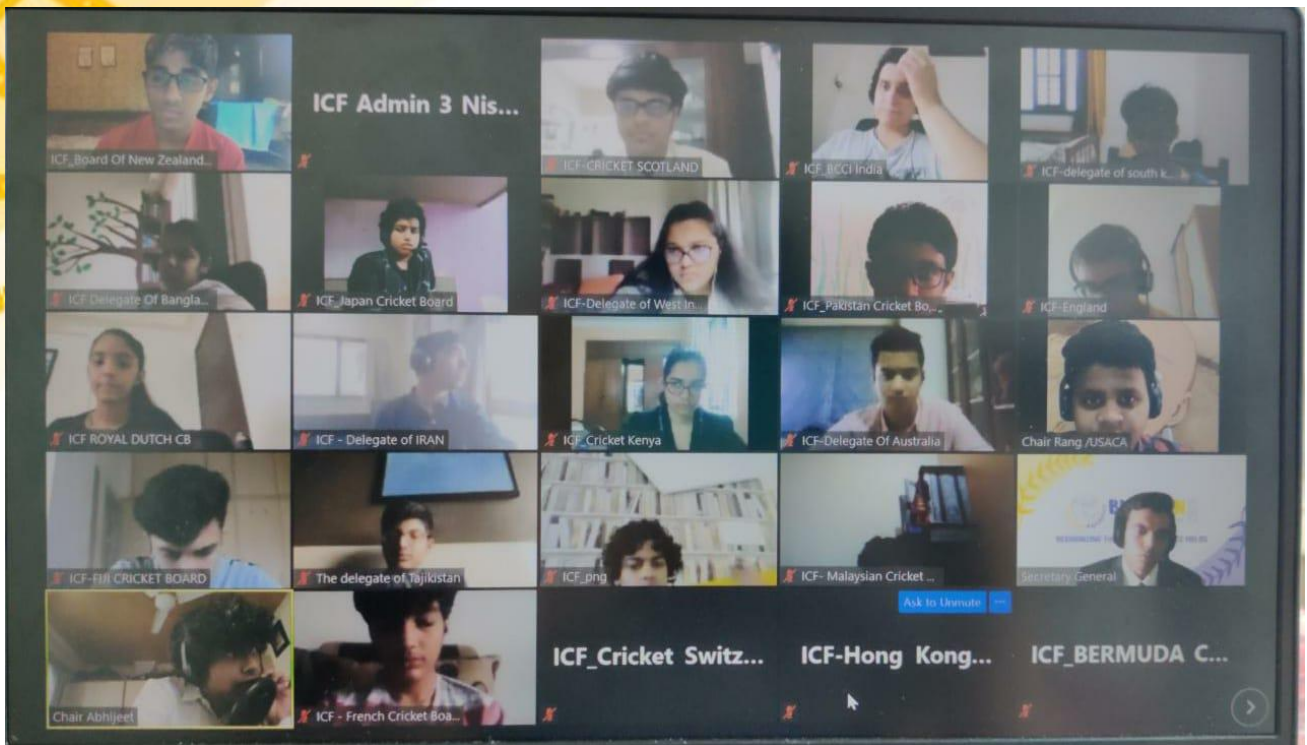 ICF_Board Of New Zealand...
ICF Admin 3 Nis...
ICF-CRICKET SCOTLAND
ICF_BCCI India
ICF-delegate of south k...
ICF Delegate Of Bangla...
ICF_Japan Cricket Board
ICF-Delegate of West In...
ICF_Pakistan Cricket Bo...
ICF-England
ICF ROYAL DUTCH CB
ICF - Delegate of IRAN
ICF_Cricket Kenya
ICF-Delegate Of Australia
Chair Rang /USACA
ICF-FIJI CRICKET BOARD
The delegate of Tajikistan
ICF_png
ICF- Malaysian Cricket ...
Secretary General
Chair Abhijeet
ICF - French Cricket Boa...
ICF_Cricket Switz...
Ask to Unmute
ICF-Hong Kong...
ICF_BERMUDA C...